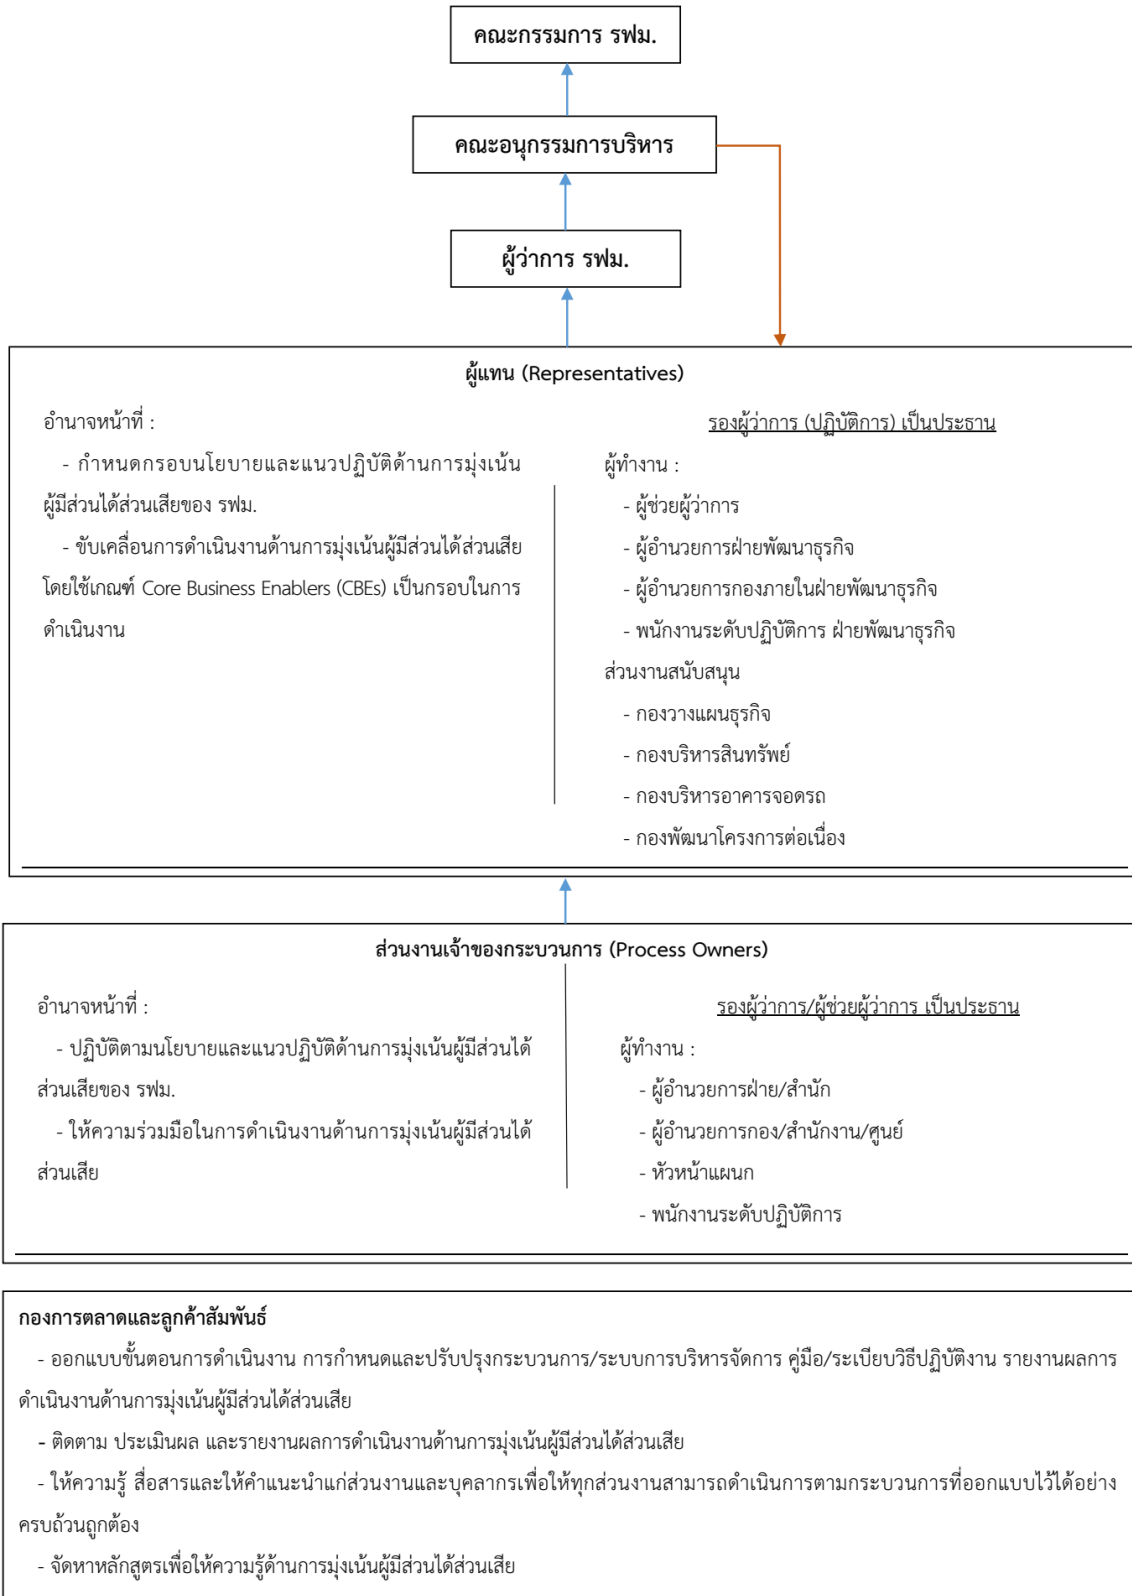 คณะกรรมการ รฟม.
คณะอนุกรรมการบริหาร
ผู้ว่าการ รฟม.
ผู้แทน (Representatives)
อำนาจหน้าที่ :
- กำหนดกรอบนโยบายและแนวปฏิบัติด้านการมุ่งเน้น
ผู้มีส่วนได้ส่วนเสียของ รฟม.
- ขับเคลื่อนการดำเนินงานด้านการมุ่งเน้นผู้มีส่วนได้ส่วนเสีย
โดยใช้เกณฑ์ Core Business Enablers (CBEs) เป็นกรอบในการ
ดำเนินงาน
รองผู้ว่าการ (ปฏิบัติการ) เป็นประธาน
ผู้ทำงาน :
- ผู้ช่วยผู้ว่าการ
- ผู้อำนวยการฝ่ายพัฒนาธุรกิจ
- ผู้อำนวยการกองภายในฝ่ายพัฒนาธุรกิจ
- พนักงานระดับปฏิบัติการ ฝ่ายพัฒนาธุรกิจ
ส่วนงานสนับสนุน
- กองวางแผนธุรกิจ
- กองบริหารสินทรัพย์
- กองบริหารอาคารจอดรถ
- กองพัฒนาโครงการต่อเนื่อง
ส่วนงานเจ้าของกระบวนการ (Process Owners)
อำนาจหน้าที่ :
- ปฏิบัติตามนโยบายและแนวปฏิบัติด้านการมุ่งเน้นผู้มีส่วนได้
ส่วนเสียของ รฟม.
- ให้ความร่วมมือในการดำเนินงานด้านการมุ่งเน้นผู้มีส่วนได้
ส่วนเสีย
รองผู้ว่าการ/ผู้ช่วยผู้ว่าการ เป็นประธาน
ผู้ทำงาน :
- ผู้อำนวยการฝ่าย/สำนัก
- ผู้อำนวยการกอง/สำนักงาน/ศูนย์
- หัวหน้าแผนก
- พนักงานระดับปฏิบัติการ
กองการตลาดและลูกค้าสัมพันธ์
- ออกแบบขั้นตอนการดำเนินงาน การกำหนดและปรับปรุงกระบวนการ/ระบบการบริหารจัดการ คู่มือ/ระเบียบวิธีปฏิบัติงาน รายงานผลการ
ดำเนินงานด้านการมุ่งเน้นผู้มีส่วนได้ส่วนเสีย
- ติดตาม ประเมินผล และรายงานผลการดำเนินงานด้านการมุ่งเน้นผู้มีส่วนได้ส่วนเสีย
- ให้ความรู้ สื่อสารและให้คำแนะนำแก่ส่วนงานและบุคลากรเพื่อให้ทุกส่วนงานสามารถดำเนินการตามกระบวนการที่ออกแบบไว้ได้อย่าง
ครบถ้วนถูกต้อง
- จัดหาหลักสูตรเพื่อให้ความรู้ด้านการมุ่งเน้นผู้มีส่วนได้ส่วนเสีย